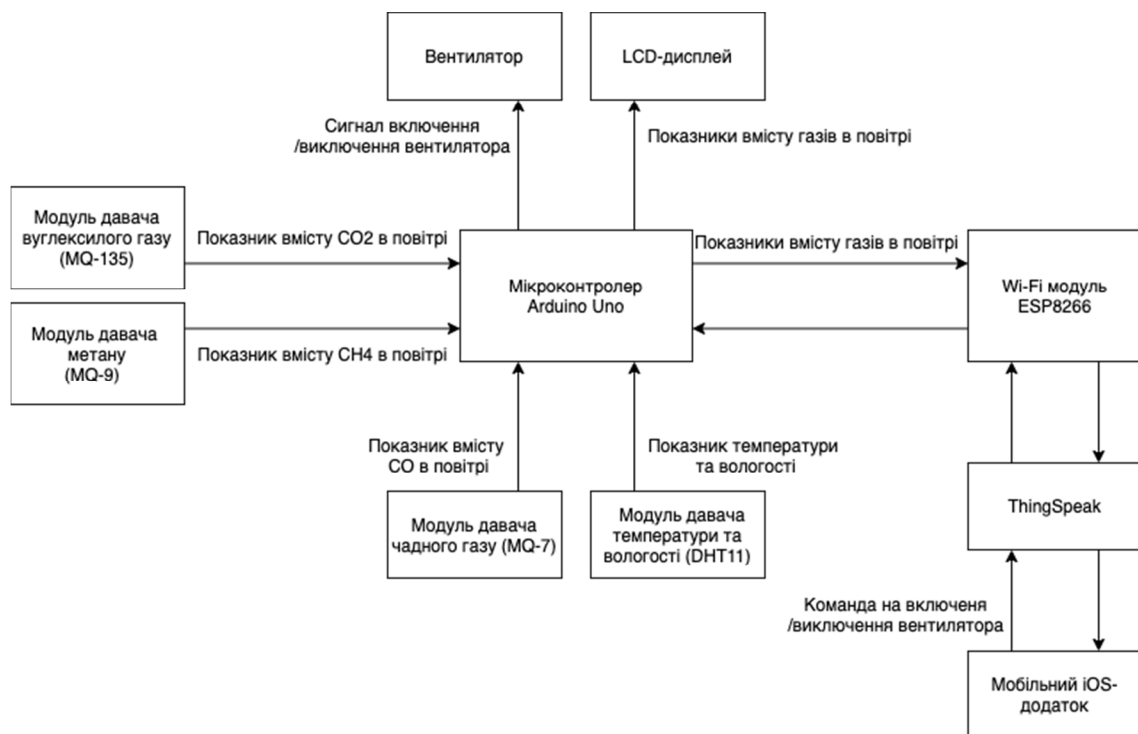 Вентилятор
LCD-дисплей
Сигнал включення
/виключення вентилятора
Показники вмісту газів в повітрі
Модуль давача
вуглексилого газу
(MQ-135)
Показник вмісту CO2 в повітрі
Мікроконтролер
Arduino Uno
Показники вмісту газів в повітрі
Wi-Fi модуль
ESP8266
Модуль давача
метану
(MQ-9)
Показник вмісту CH4 в повітрі
Показник вмісту
CO в повітрі
Показник температури
та вологості
Модуль давача
чадного газу (MQ-7)
Модуль давача
температури та
вологості (DHT11)
ThingSpeak
Команда на включеня
/виключення вентилятора
Мобільний iOS-
додаток